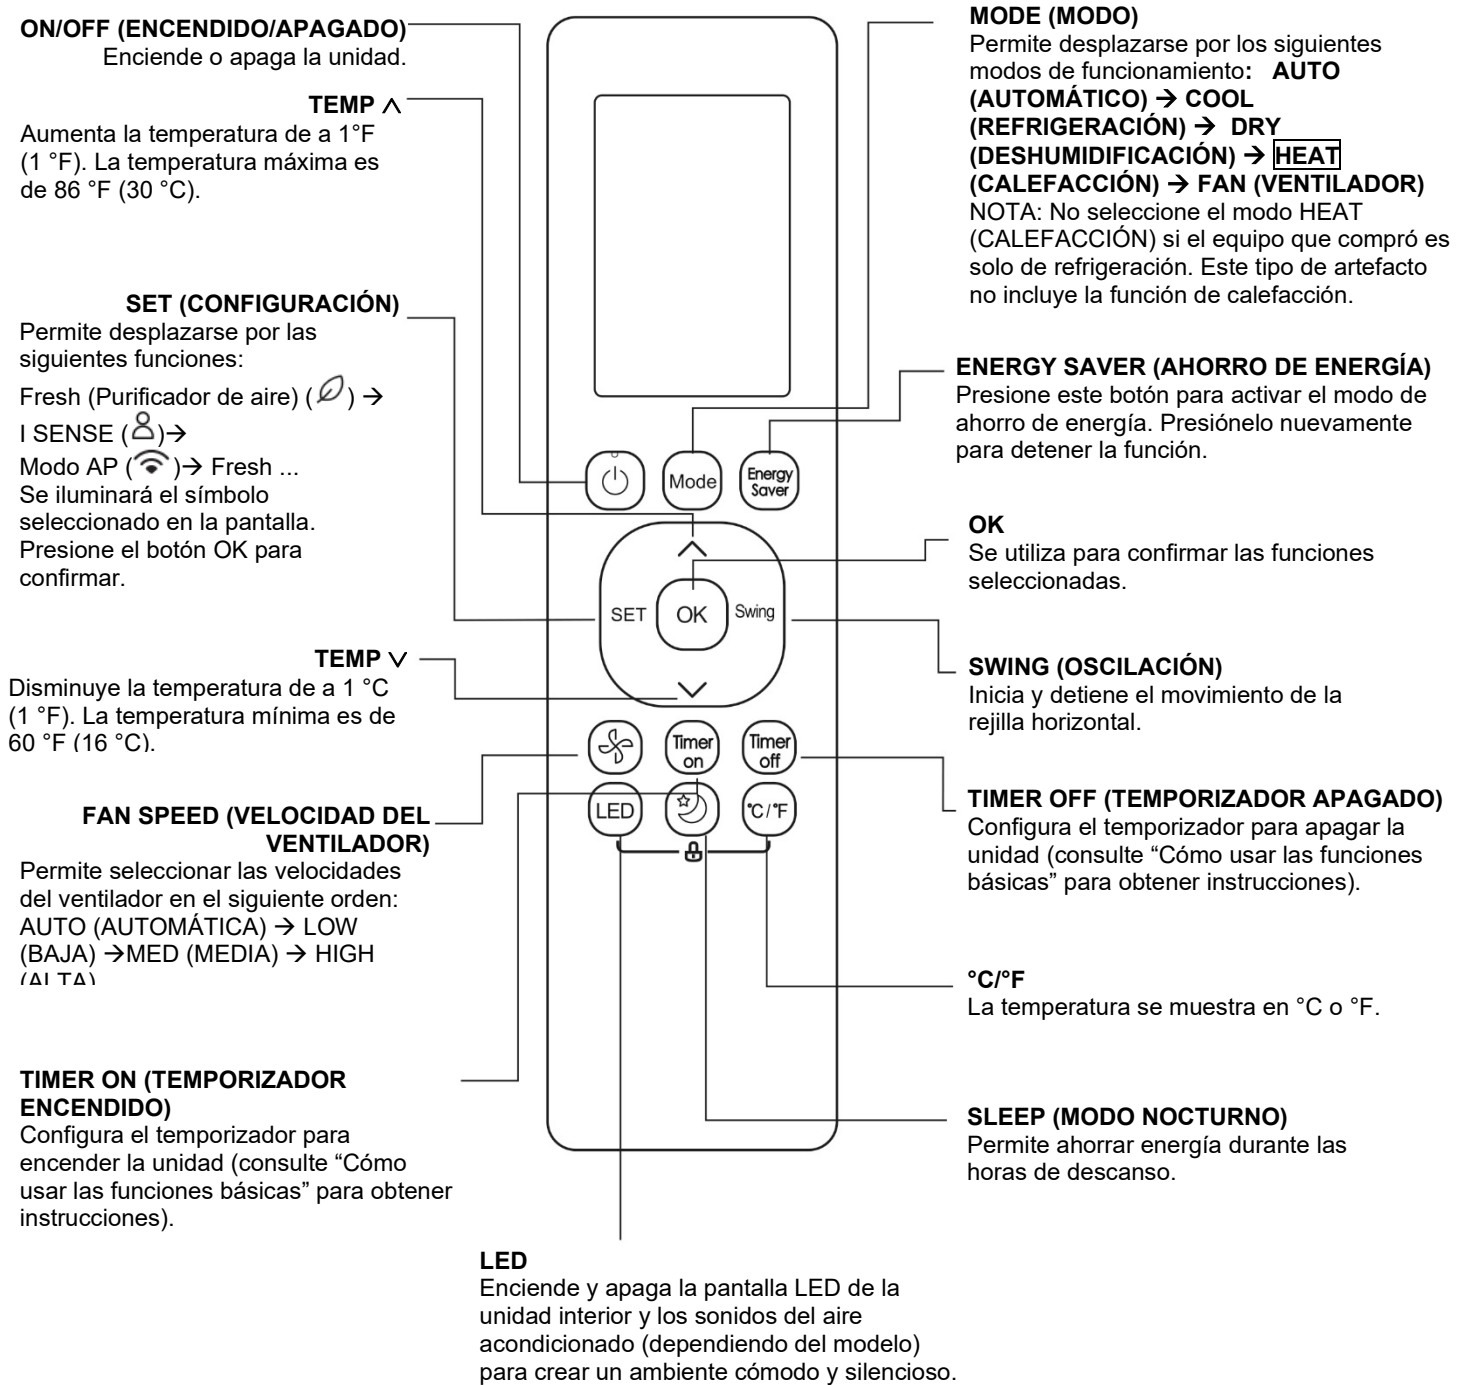 ON/OFF (ENCENDIDO/APAGADO)
Enciende o apaga la unidad.
TEMP ∧
Aumenta la temperatura de a 1°F
(1 °F). La temperatura máxima es
de 86 °F (30 °C).
SET (CONFIGURACIÓN)
Permite desplazarse por las
siguientes funciones:
Fresh (Purificador de aire) ( ) →
I SENSE ( )→
Modo AP ( )→ Fresh ...
Se iluminará el símbolo
seleccionado en la pantalla.
Presione el botón OK para
confirmar.
TEMP ∨
Disminuye la temperatura de a 1 °C
(1 °F). La temperatura mínima es de
60 °F (16 °C).
FAN SPEED (VELOCIDAD DEL
VENTILADOR)
Permite seleccionar las velocidades
del ventilador en el siguiente orden:
AUTO (AUTOMÁTICA) → LOW
(BAJA) →MED (MEDIA) → HIGH
(ALTA)
TIMER ON (TEMPORIZADOR
ENCENDIDO)
Configura el temporizador para
encender la unidad (consulte “Cómo
usar las funciones básicas” para obtener
instrucciones).
Mode
Energy
Saver
SET
OK
Swing
Timer
on
Timer
off
LED
°C/°F
LED
Enciende y apaga la pantalla LED de la
unidad interior y los sonidos del aire
acondicionado (dependiendo del modelo)
para crear un ambiente cómodo y silencioso.
MODE (MODO)
Permite desplazarse por los siguientes
modos de funcionamiento: AUTO
(AUTOMÁTICO) → COOL
(REFRIGERACIÓN) → DRY
(DESHUMIDIFICACIÓN) → HEAT
(CALEFACCIÓN) → FAN (VENTILADOR)
NOTA: No seleccione el modo HEAT
(CALEFACCIÓN) si el equipo que compró es
solo de refrigeración. Este tipo de artefacto
no incluye la función de calefacción.
ENERGY SAVER (AHORRO DE ENERGÍA)
Presione este botón para activar el modo de
ahorro de energía. Presiónelo nuevamente
para detener la función.
OK
Se utiliza para confirmar las funciones
seleccionadas.
SWING (OSCILACIÓN)
Inicia y detiene el movimiento de la
rejilla horizontal.
TIMER OFF (TEMPORIZADOR APAGADO)
Configura el temporizador para apagar la
unidad (consulte “Cómo usar las funciones
básicas” para obtener instrucciones).
°C/°F
La temperatura se muestra en °C o °F.
SLEEP (MODO NOCTURNO)
Permite ahorrar energía durante las
horas de descanso.